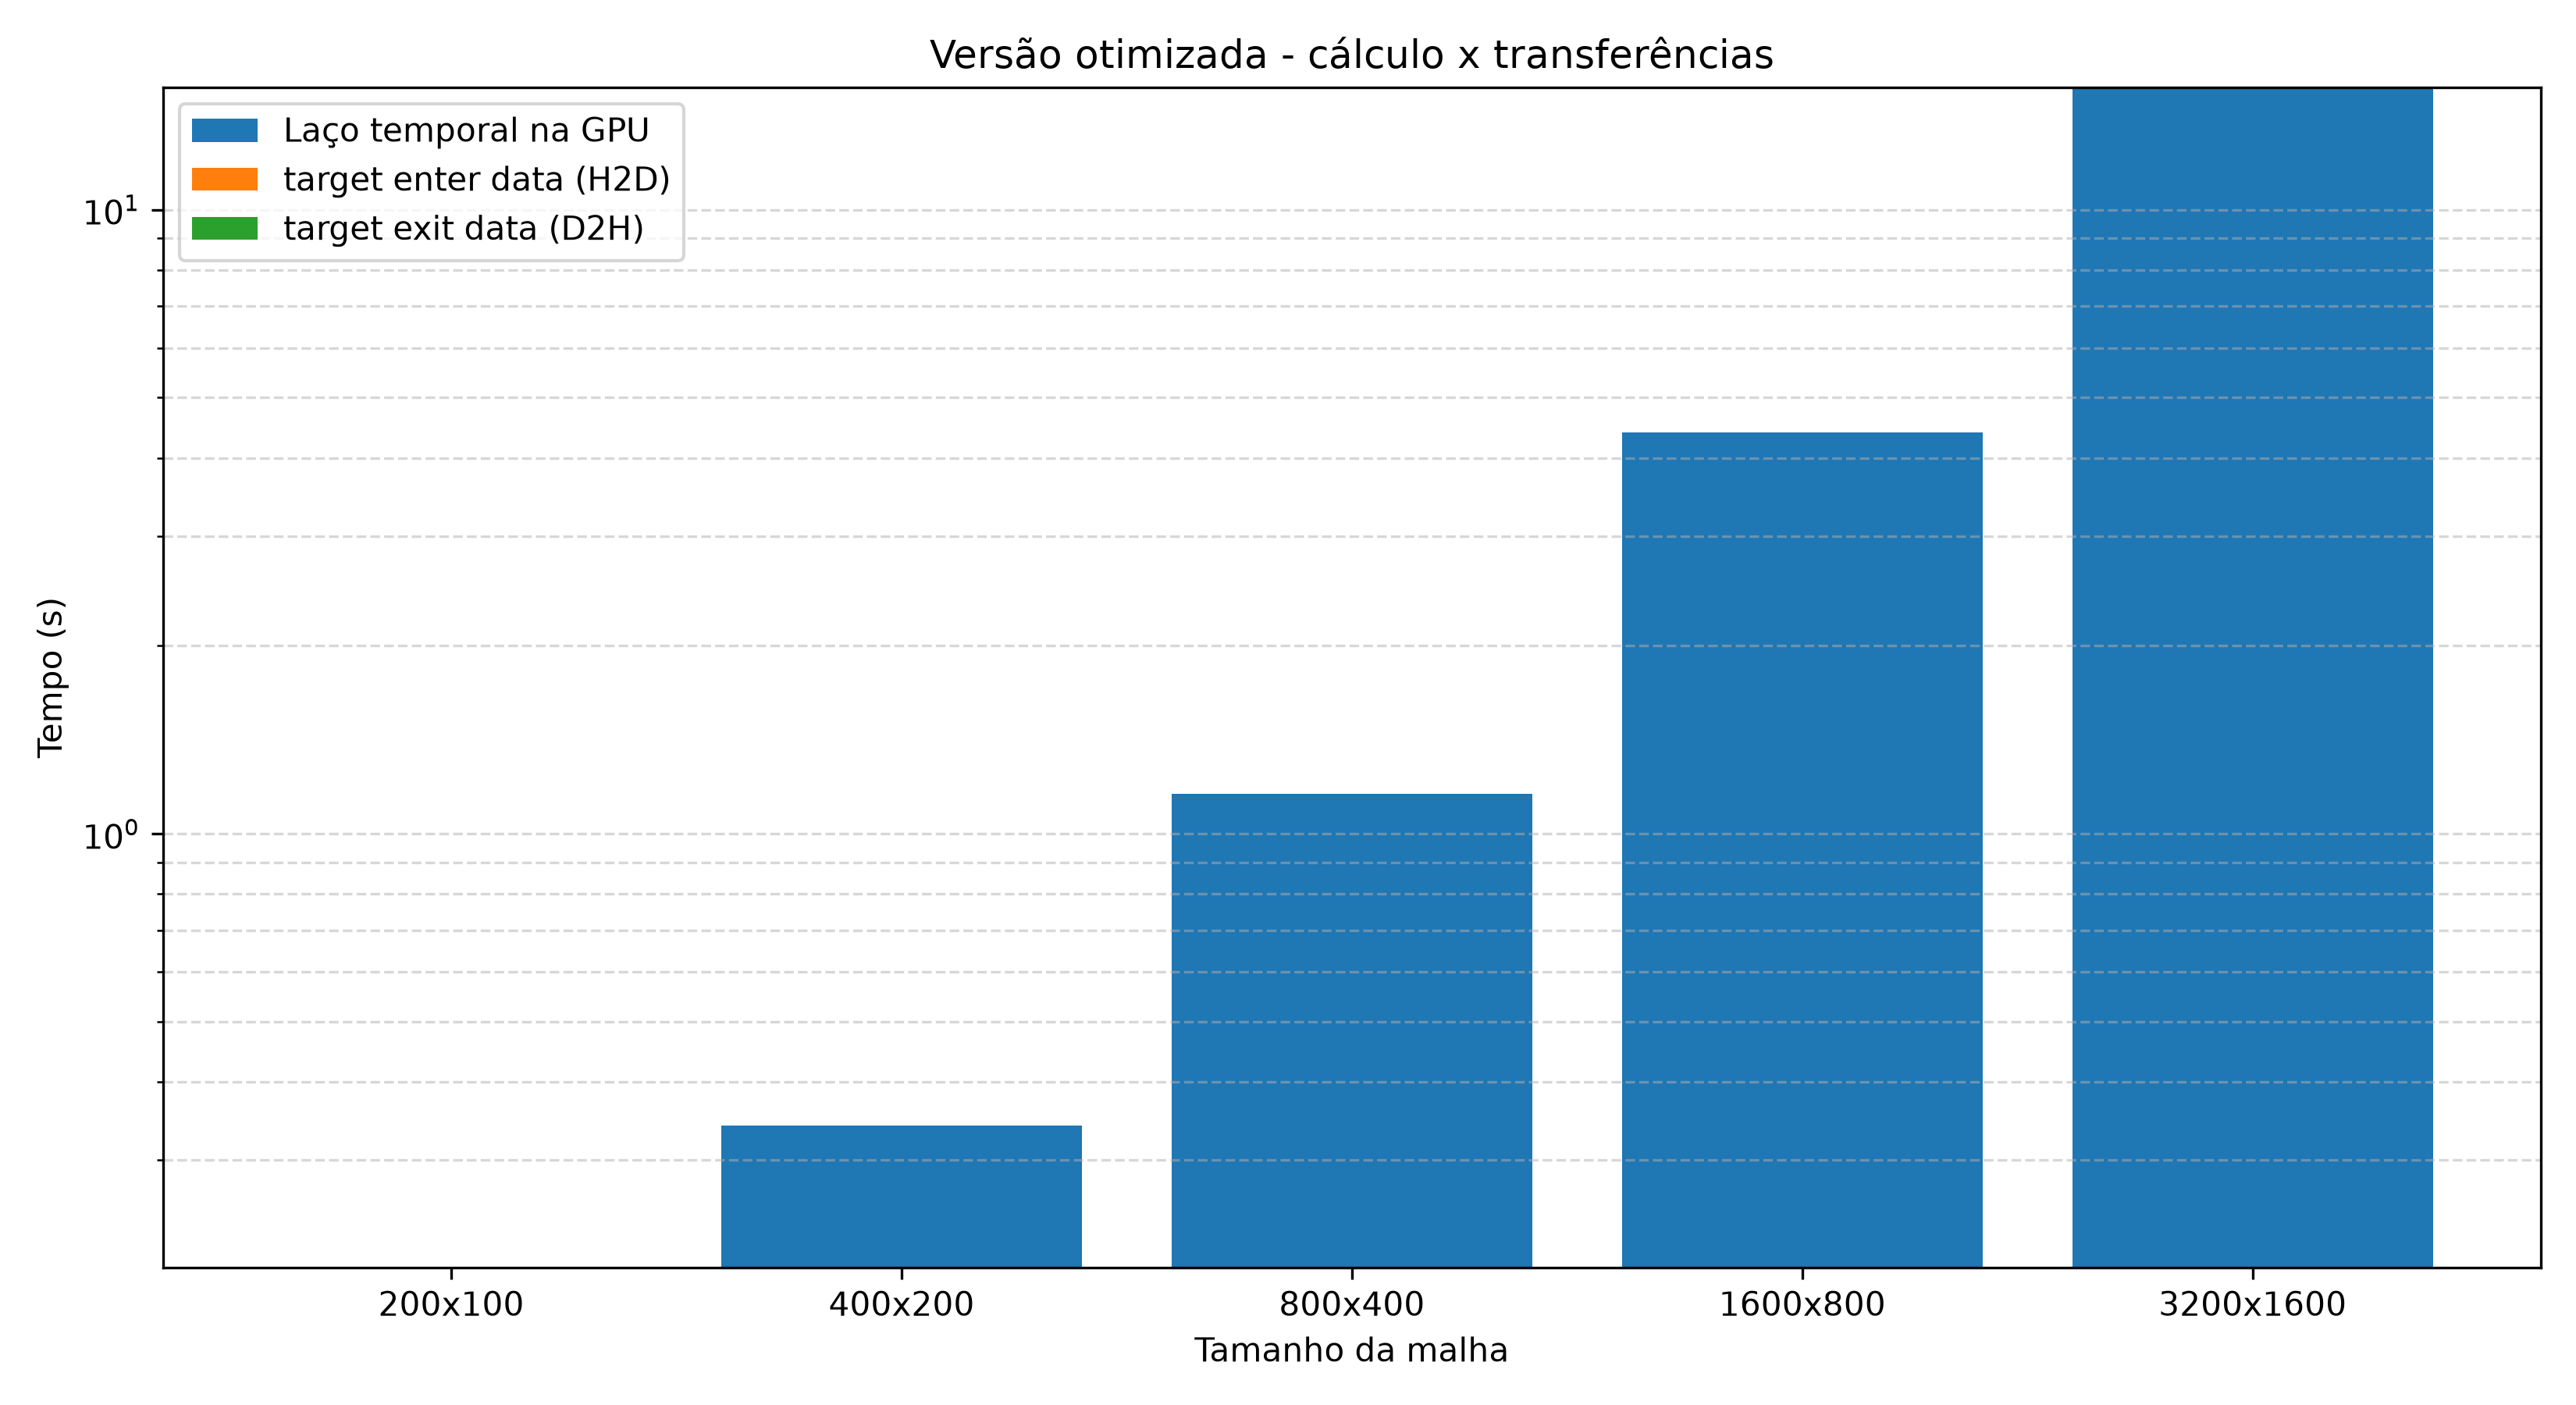 Versão otimizada - cálculo x transferências
Laço temporal na GPU
target enter data (H2D)
target exit data (D2H)
10¹
10⁰
Tempo (s)
200x100
400x200
800x400
1600x800
3200x1600
Tamanho da malha